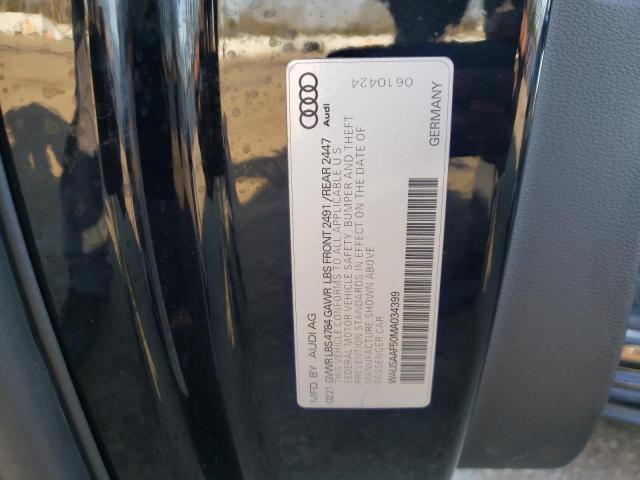 MFD BY AUDI AG
0221 GVWR LBS 4784 GAWR LBS FRONT 2491 / REAR 2447
THIS VEHICLE CONFORMS TO ALL APPLICABLE U.S.
FEDERAL MOTOR VEHICLE SAFETY, BUMPER AND THEFT
PREVENTION STANDARDS IN EFFECT ON THE DATE OF
MANUFACTURE SHOWN ABOVE
PASSENGER CAR
WAUSAAF50MA034399
Audi
0610424
GERMANY